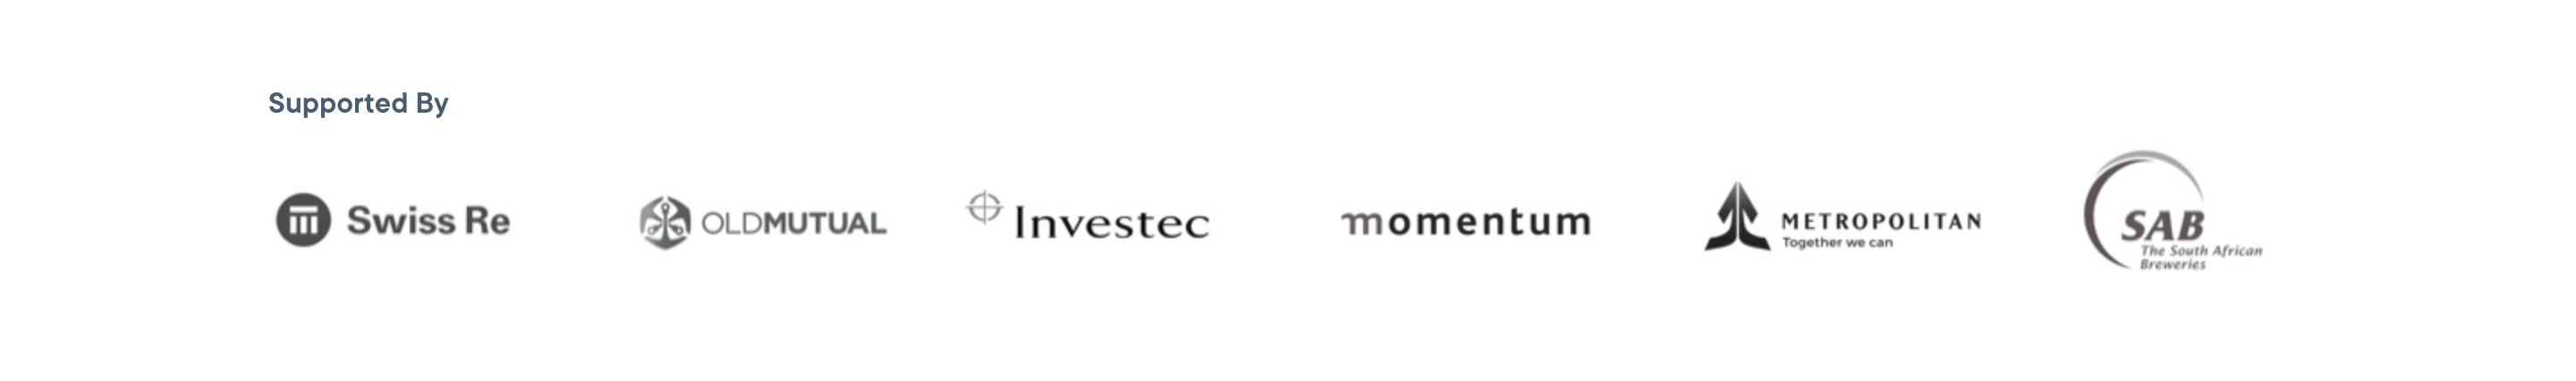 Supported By
Swiss Re
OLDMUTUAL
Investec
momentum
METROPOLITAN
Together we can
SAB
The South African
Breweries